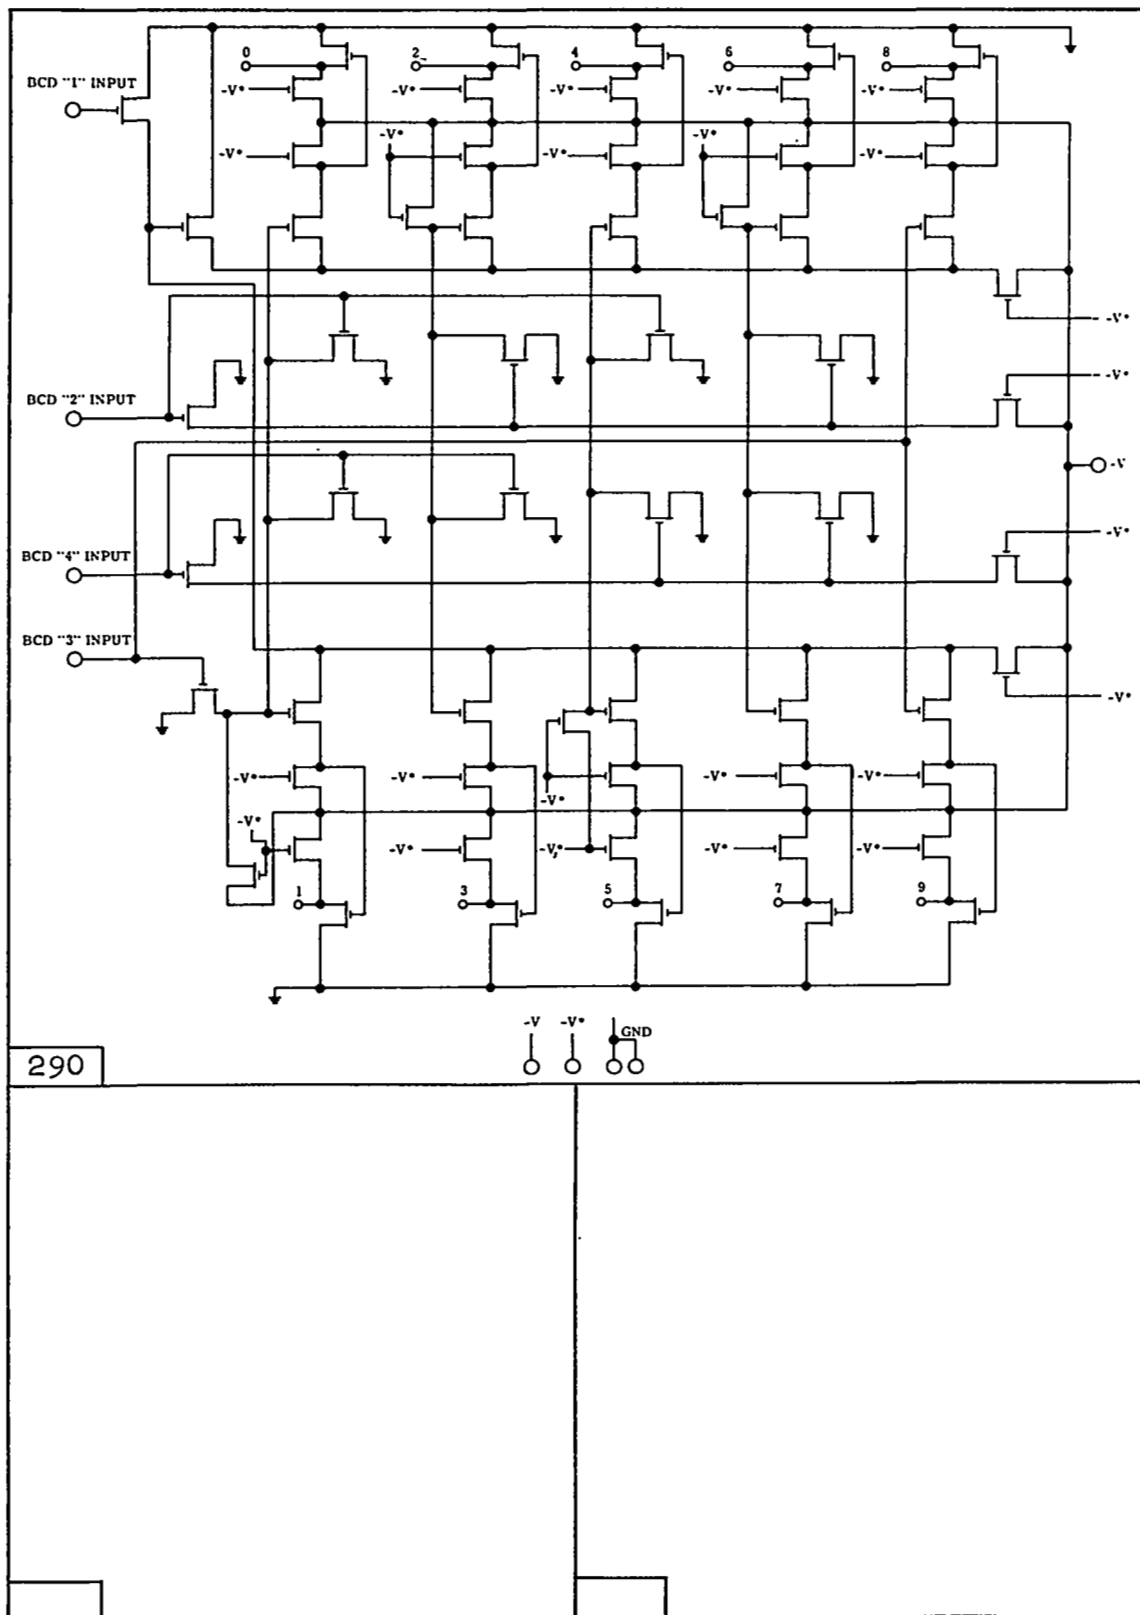 0 2 4 6 8
BCD "1" INPUT
-V* -V* -V* -V* -V*
-V* -V*
-V* -V* -V*
-V*
-V*
BCD "2" INPUT
-V
-V*
BCD "4" INPUT
BCD "3" INPUT
-V*
-V* -V* -V* -V*
-V*
-V*
-V* -V* -V* -V*
1 3 5 7 9
-V -V* GND
290